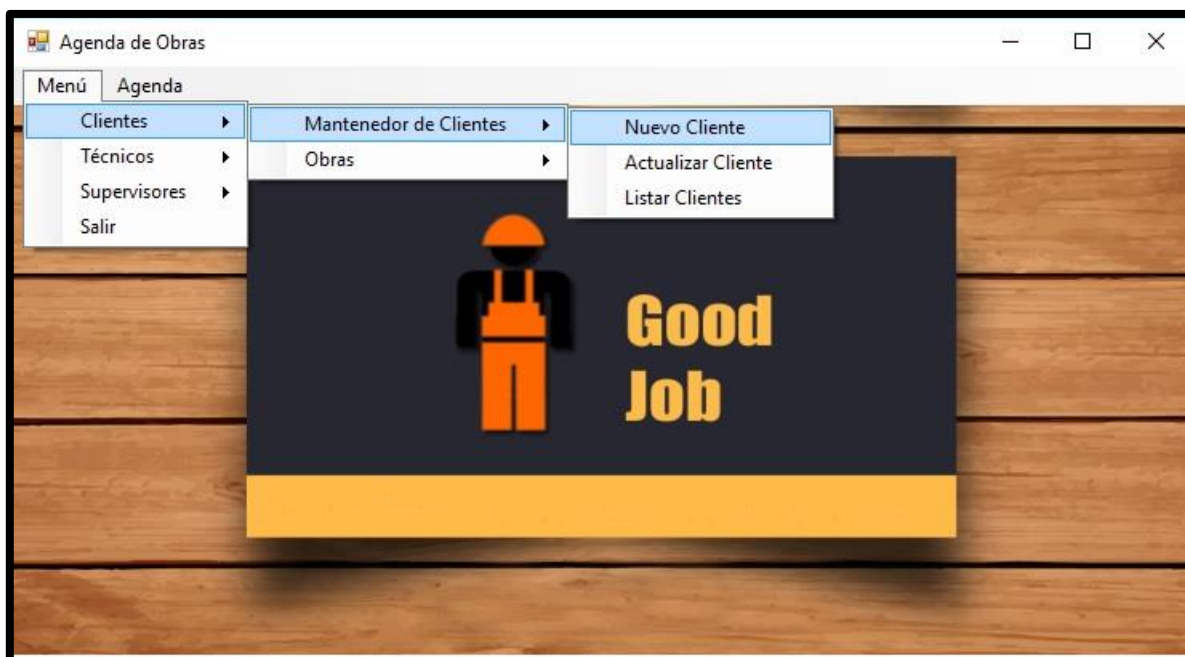 Agenda de Obras
Menú Agenda
Clientes Mantenedor de Clientes Nuevo Cliente
Técnicos Obras Actualizar Cliente
Supervisores Listar Clientes
Salir
Good
Job